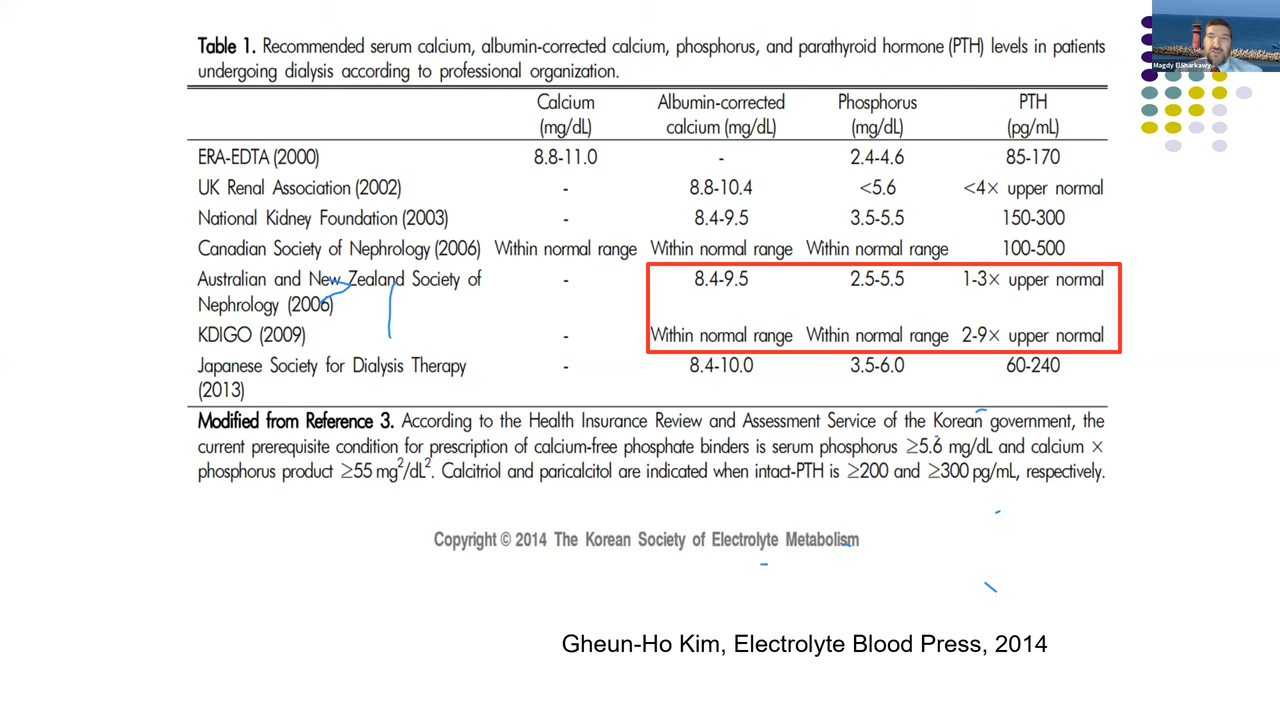 Magdy ElSharkawy
Table 1. Recommended serum calcium, albumin-corrected calcium, phosphorus, and parathyroid hormone (PTH) levels in patients
undergoing dialysis according to professional organization.
Calcium Albumin-corrected Phosphorus PTH
(mg/dL) calcium (mg/dL) (mg/dL) (pg/mL)
ERA-EDTA (2000) 8.8-11.0 - 2.4-4.6 85-170
UK Renal Association (2002) - 8.8-10.4 <5.6 <4× upper normal
National Kidney Foundation (2003) - 8.4-9.5 3.5-5.5 150-300
Canadian Society of Nephrology (2006) Within normal range Within normal range Within normal range 100-500
Australian and New Zealand Society of - 8.4-9.5 2.5-5.5 1-3× upper normal
Nephrology (2006)
KDIGO (2009) - Within normal range Within normal range 2-9× upper normal
Japanese Society for Dialysis Therapy - 8.4-10.0 3.5-6.0 60-240
(2013)
Modified from Reference 3. According to the Health Insurance Review and Assessment Service of the Korean government, the
current prerequisite condition for prescription of calcium-free phosphate binders is serum phosphorus ≥5.6 mg/dL and calcium ×
phosphorus product ≥55 mg²/dL². Calcitriol and paricalcitol are indicated when intact-PTH is ≥200 and ≥300 pg/mL, respectively.
Copyright © 2014 The Korean Society of Electrolyte Metabolism
Gheun-Ho Kim, Electrolyte Blood Press, 2014